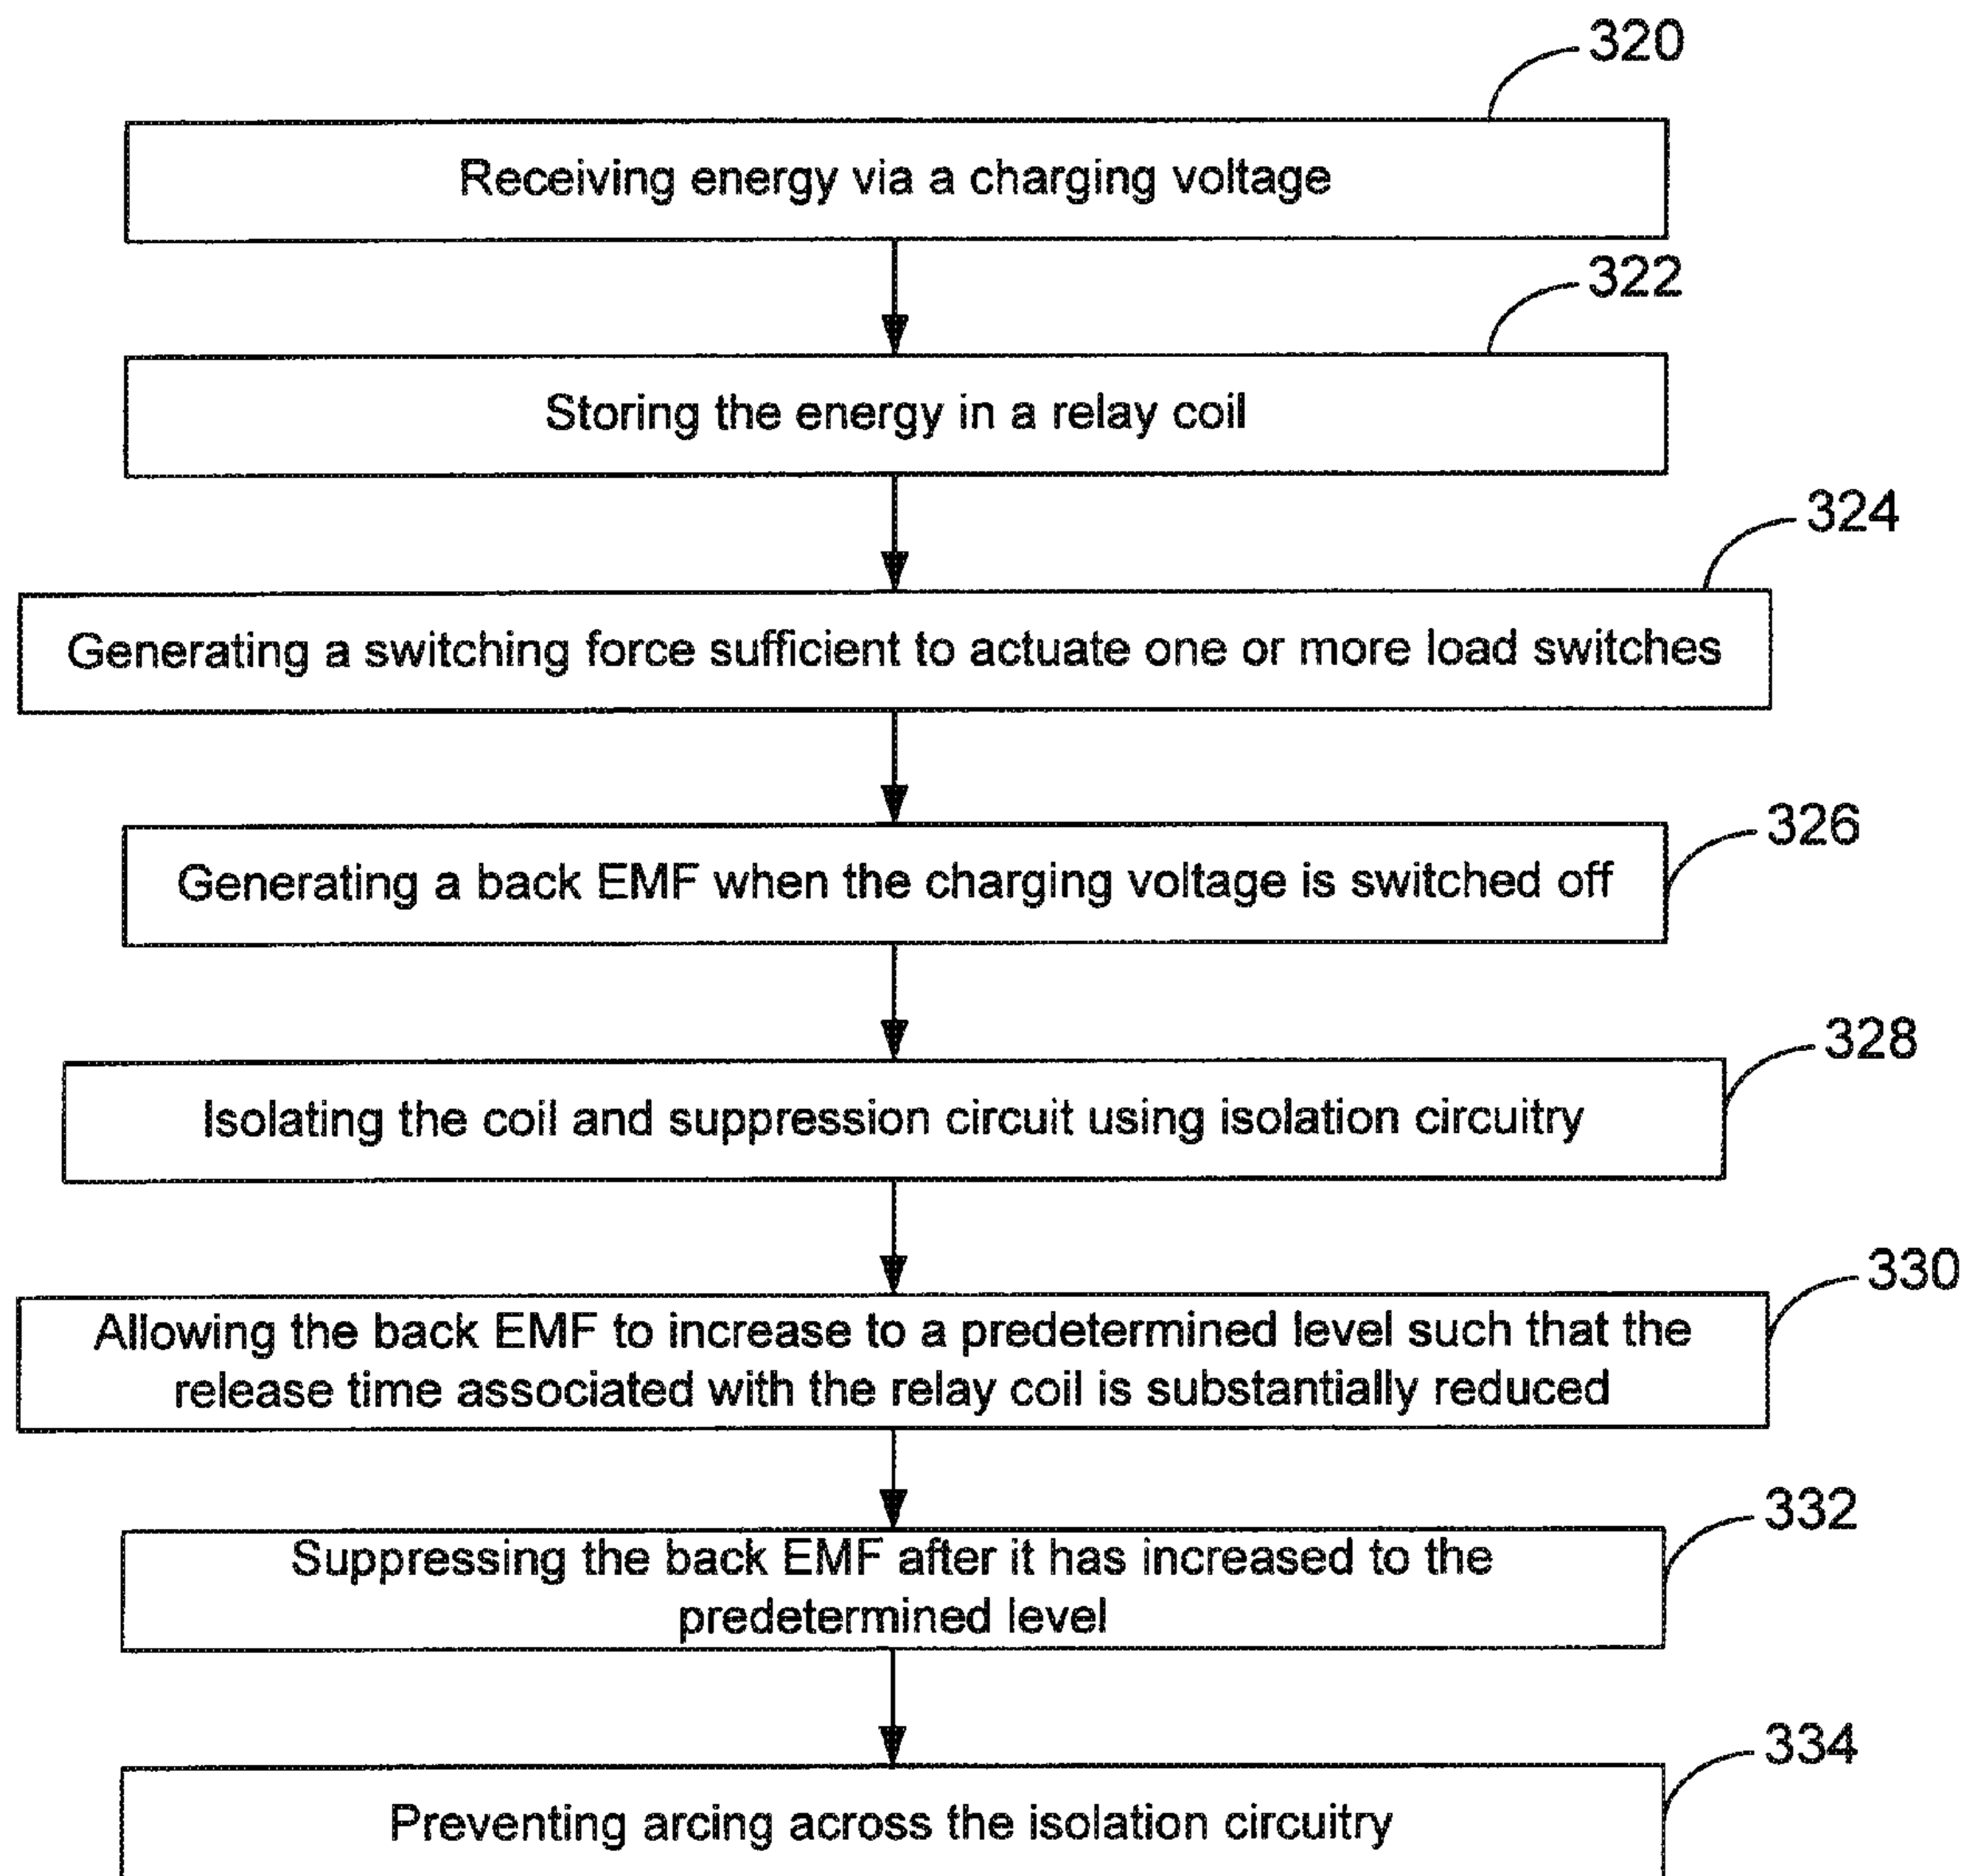 320
Receiving energy via a charging voltage
322
Storing the energy in a relay coil
324
Generating a switching force sufficient to actuate one or more load switches
326
Generating a back EMF when the charging voltage is switched off
328
Isolating the coil and suppression circuit using isolation circuitry
330
Allowing the back EMF to increase to a predetermined level such that the
release time associated with the relay coil is substantially reduced
332
Suppressing the back EMF after it has increased to the
predetermined level
334
Preventing arcing across the isolation circuitry